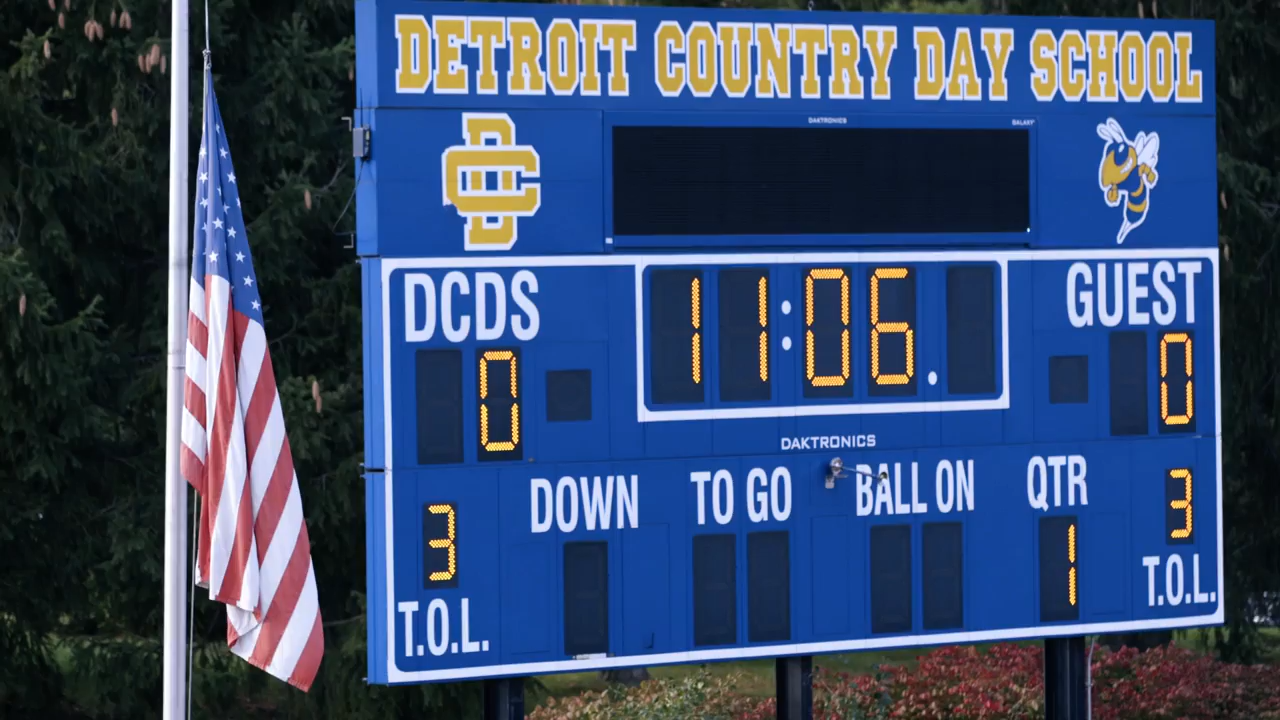 DETROIT COUNTRY DAY SCHOOL
DAKTRONICS GALAXY
DC
DCDS 11:06. GUEST
0 0
DAKTRONICS
DOWN TO GO BALL ON QTR
3 1 3
T.O.L. T.O.L.